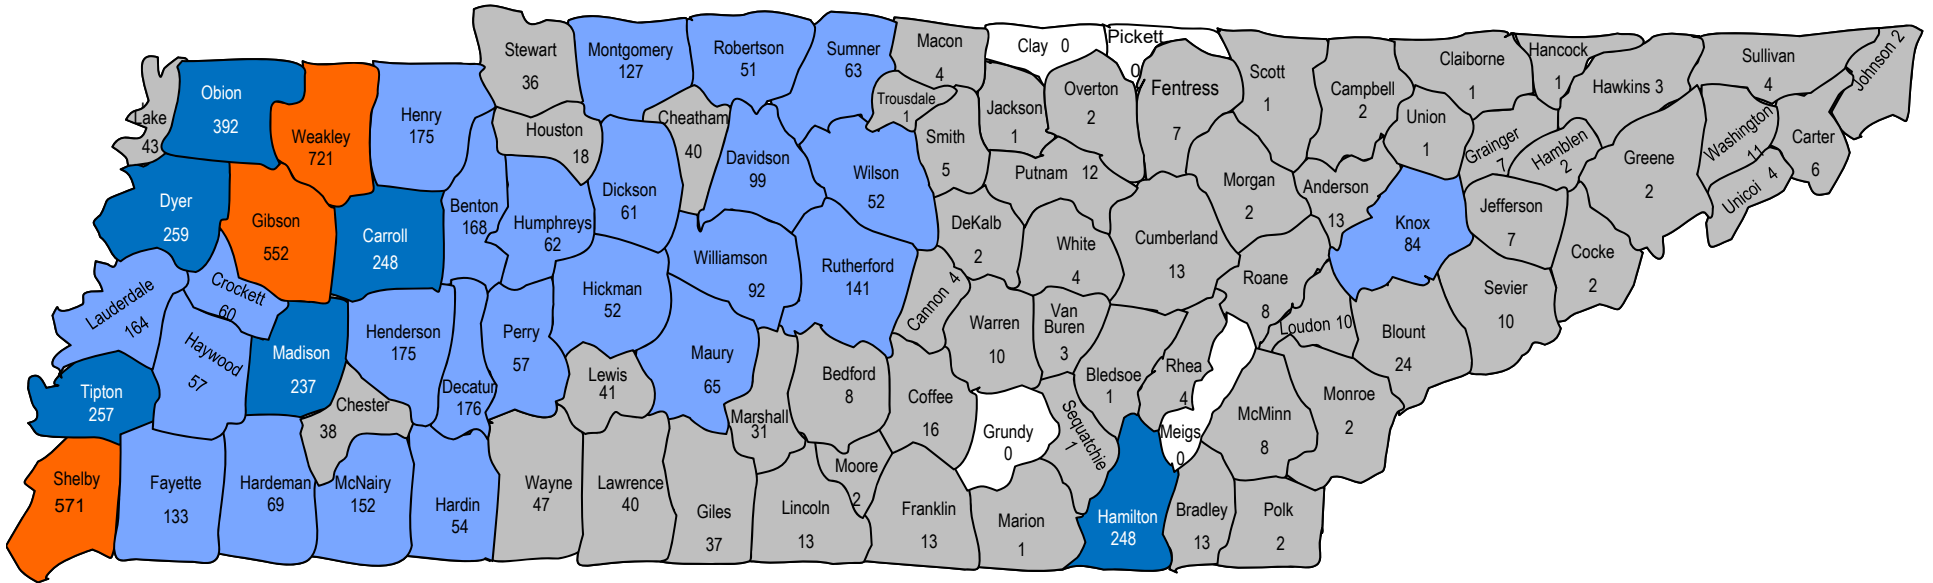 Lake
43
Obion
392
Weakley
721
Henry
175
Stewart
36
Montgomery
127
Robertson
51
Sumner
63
Macon
4
Clay 0
Pickett
0
Trousdale
1
Jackson
1
Overton
2
Fentress
7
Scott
1
Campbell
2
Claiborne
1
Hancock
1
Hawkins 3
Sullivan
4
Johnson 2
Houston
18
Cheatham
40
Smith
5
Putnam 12
Union
1
Grainger
7
Hamblen
2
Greene
2
Washington
11
Carter
6
Unicoi 4
Dyer
259
Gibson
552
Carroll
248
Benton
168
Humphreys
62
Dickson
61
Davidson
99
Wilson
52
DeKalb
2
White
4
Cumberland
13
Morgan
2
Anderson
13
Knox
84
Jefferson
7
Cocke
2
Lauderdale
164
Crockett
60
Haywood
57
Madison
237
Henderson
175
Decatur
176
Perry
57
Hickman
52
Williamson
92
Rutherford
141
Cannon 4
Warren
10
Van
Buren
3
Roane
8
Loudon 10
Blount
24
Sevier
10
Tipton
257
Chester
38
Lewis
41
Maury
65
Marshall
31
Bedford
8
Coffee
16
Grundy
0
Sequatchie
1
Bledsoe
1
Rhea
4
Meigs
0
McMinn
8
Monroe
2
Shelby
571
Fayette
133
Hardeman
69
McNairy
152
Hardin
54
Wayne
47
Lawrence
40
Giles
37
Lincoln
13
Moore
2
Franklin
13
Marion
1
Hamilton
248
Bradley
13
Polk
2